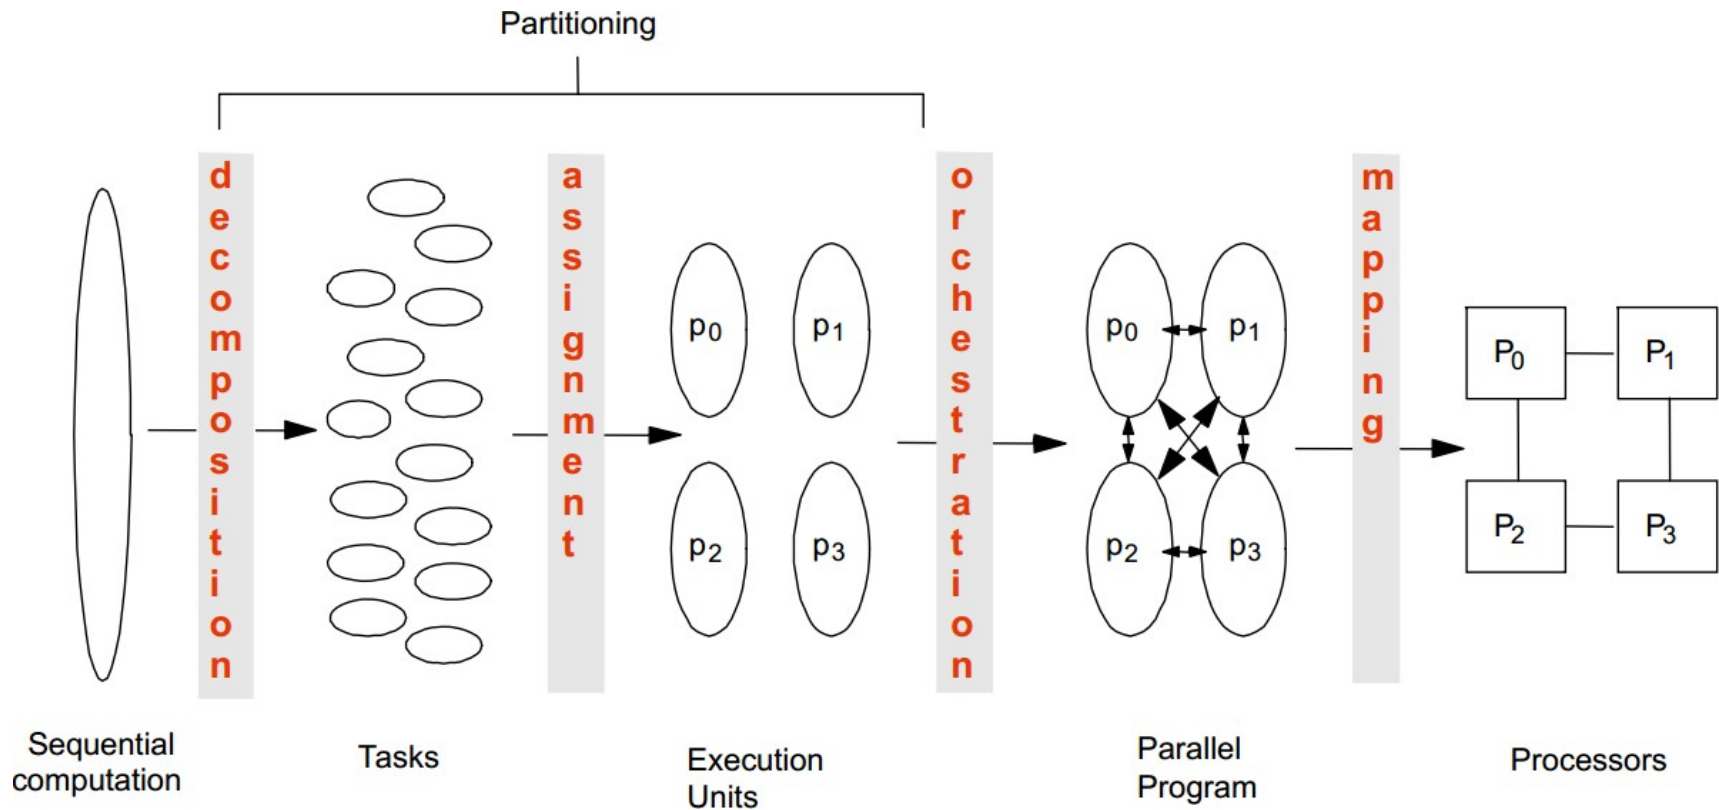 Partitioning
decomposition
assignment
orchestration
mapping
p0
p1
p2
p3
p0
p1
p2
p3
P0
P1
P2
P3
Sequential
computation
Tasks
Execution
Units
Parallel
Program
Processors